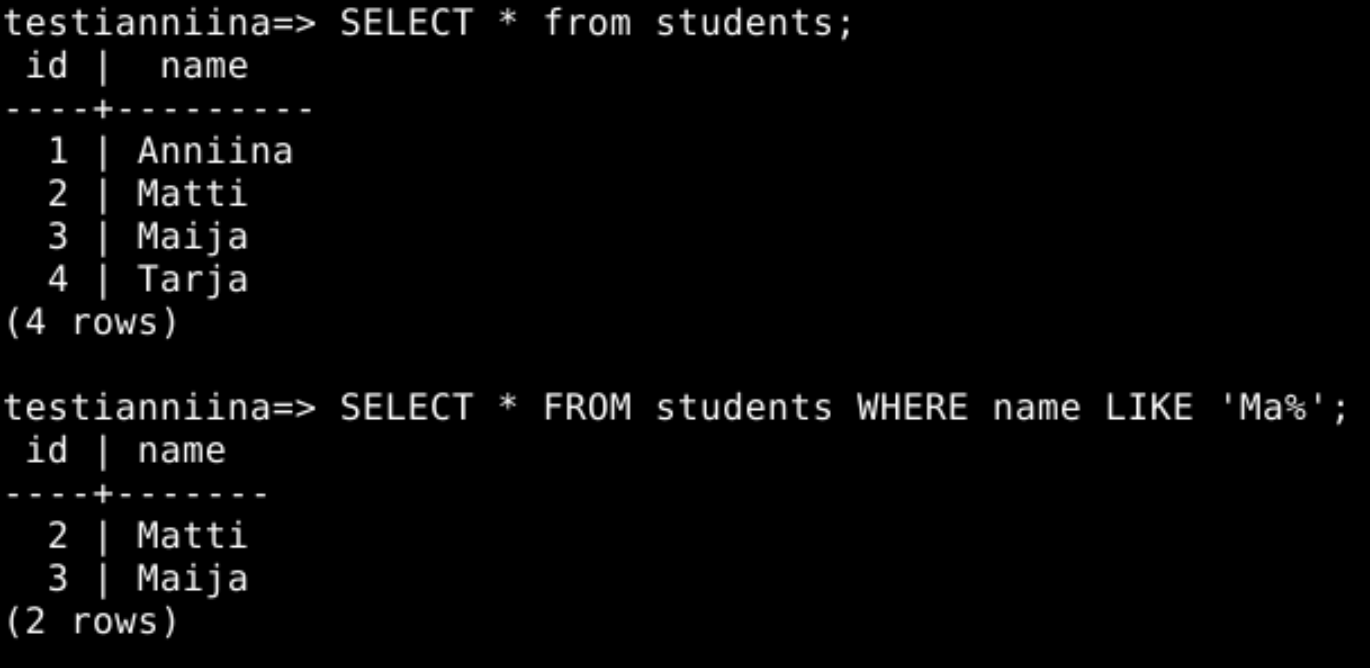 testianniina=> SELECT * from students;
 id |  name
----+---------
  1 | Anniina
  2 | Matti
  3 | Maija
  4 | Tarja
(4 rows)

testianniina=> SELECT * FROM students WHERE name LIKE 'Ma%';
 id | name
----+-------
  2 | Matti
  3 | Maija
(2 rows)